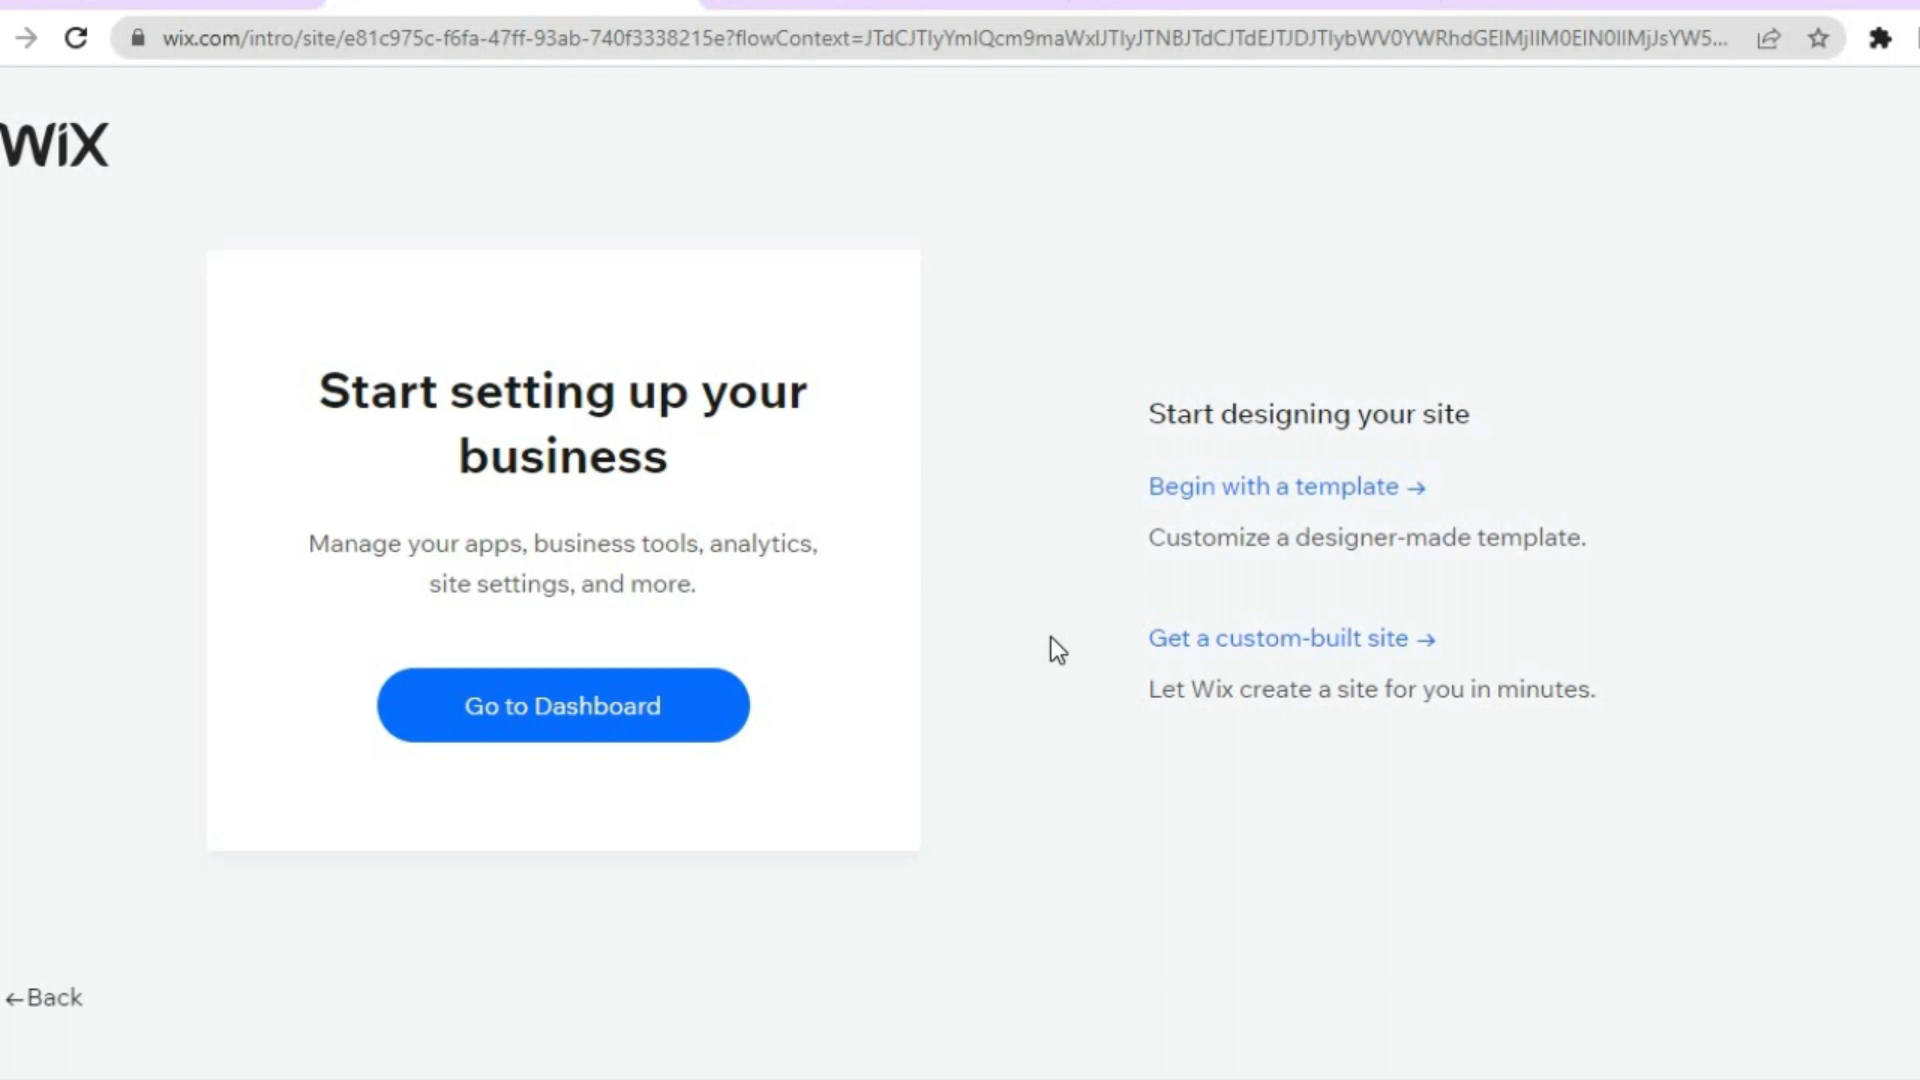 wix.com/intro/site/e81c975c-f6fa-47ff-93ab-740f3338215e?flowContext=
WiX
Start setting up your
business
Manage your apps, business tools, analytics,
site settings, and more.
Go to Dashboard
Start designing your site
Begin with a template →
Customize a designer-made template.
Get a custom-built site →
Let Wix create a site for you in minutes.
←Back